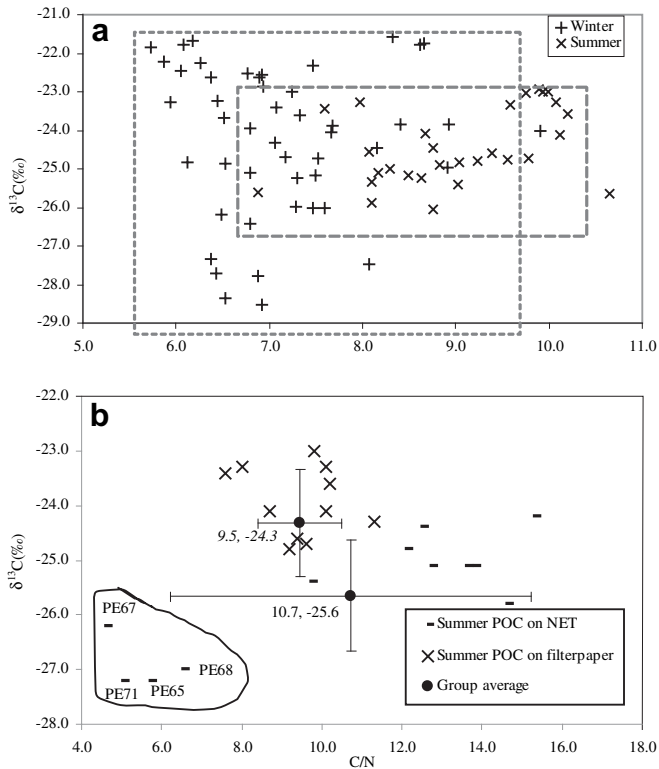 a
Winter
Summer
-21.0
-22.0
-23.0
-24.0
-25.0
-26.0
-27.0
-28.0
-29.0
δ13C(‰)
5.0 6.0 7.0 8.0 9.0 10.0 11.0
b
-22.0
-23.0
-24.0
-25.0
-26.0
-27.0
-28.0
δ13C(‰)
9.5, -24.3
10.7, -25.6
PE67
PE68
PE71 PE65
Summer POC on NET
Summer POC on filterpaper
Group average
4.0 6.0 8.0 10.0 12.0 14.0 16.0 18.0
C/N